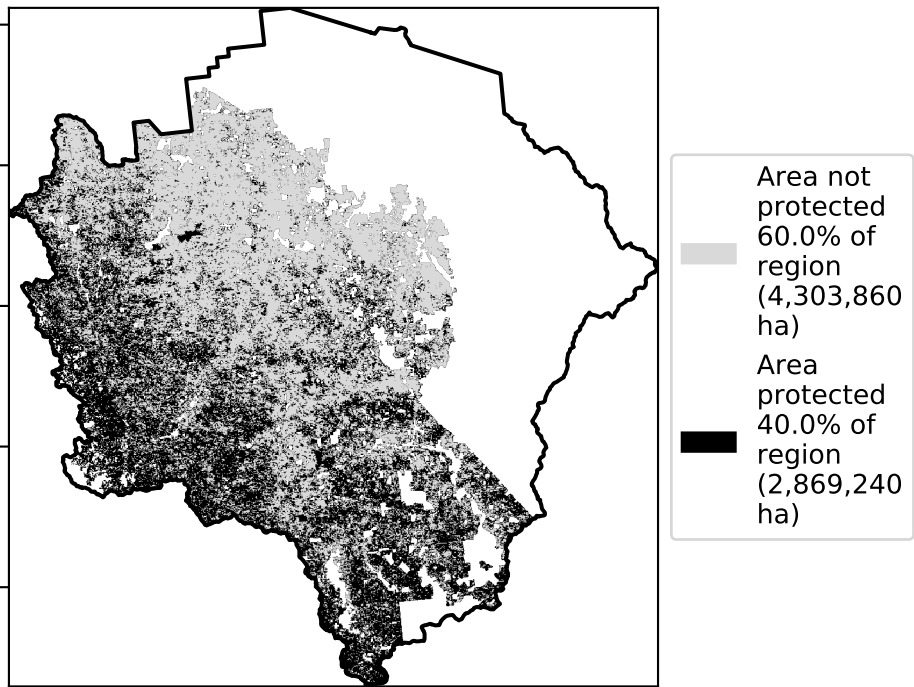 Area not
protected
60.0% of
region
(4,303,860
ha)
Area
protected
40.0% of
region
(2,869,240
ha)